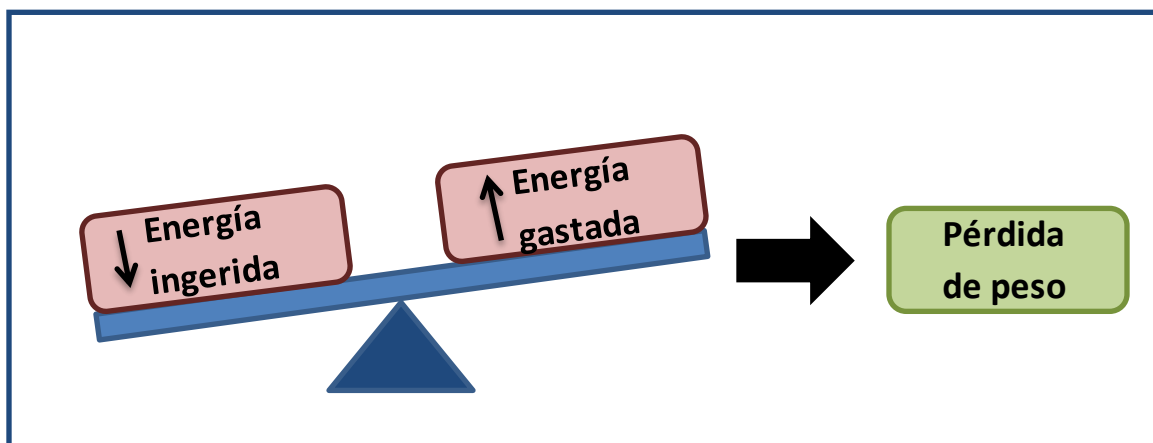 Energía
ingerida
Energía
gastada
Pérdida
de peso